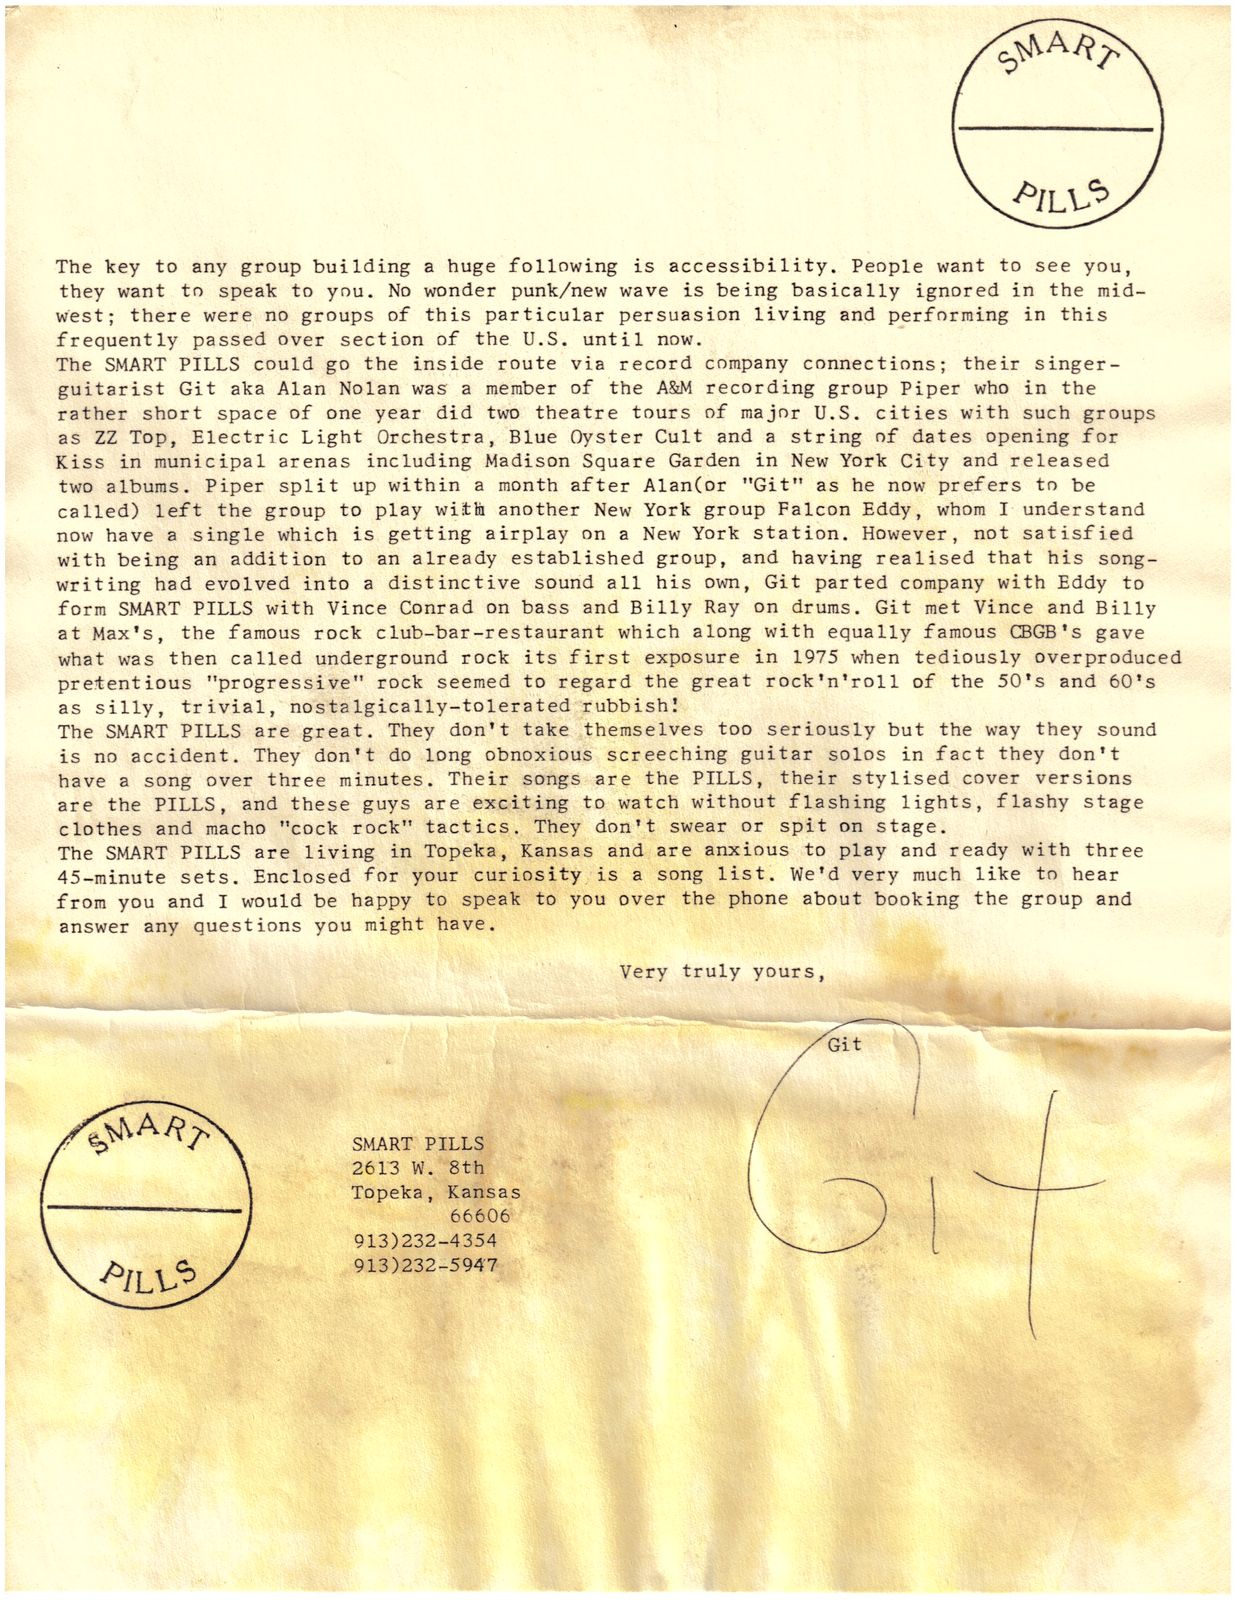 SMART
PILLS
The key to any group building a huge following is accessibility. People want to see you,
they want to speak to you. No wonder punk/new wave is being basically ignored in the mid-
west; there were no groups of this particular persuasion living and performing in this
frequently passed over section of the U.S. until now.
The SMART PILLS could go the inside route via record company connections; their singer-
guitarist Git aka Alan Nolan was a member of the A&M recording group Piper who in the
rather short space of one year did two theatre tours of major U.S. cities with such groups
as ZZ Top, Electric Light Orchestra, Blue Oyster Cult and a string of dates opening for
Kiss in municipal arenas including Madison Square Garden in New York City and released
two albums. Piper split up within a month after Alan(or "Git" as he now prefers to be
called) left the group to play with another New York group Falcon Eddy, whom I understand
now have a single which is getting airplay on a New York station. However, not satisfied
with being an addition to an already established group, and having realised that his song-
writing had evolved into a distinctive sound all his own, Git parted company with Eddy to
form SMART PILLS with Vince Conrad on bass and Billy Ray on drums. Git met Vince and Billy
at Max's, the famous rock club-bar-restaurant which along with equally famous CBGB's gave
what was then called underground rock its first exposure in 1975 when tediously overproduced
pretentious "progressive" rock seemed to regard the great rock'n'roll of the 50's and 60's
as silly, trivial, nostalgically-tolerated rubbish!
The SMART PILLS are great. They don't take themselves too seriously but the way they sound
is no accident. They don't do long obnoxious screeching guitar solos in fact they don't
have a song over three minutes. Their songs are the PILLS, their stylised cover versions
are the PILLS, and these guys are exciting to watch without flashing lights, flashy stage
clothes and macho "cock rock" tactics. They don't swear or spit on stage.
The SMART PILLS are living in Topeka, Kansas and are anxious to play and ready with three
45-minute sets. Enclosed for your curiosity is a song list. We'd very much like to hear
from you and I would be happy to speak to you over the phone about booking the group and
answer any questions you might have.
Very truly yours,
Git
Git
SMART
PILLS
SMART PILLS
2613 W. 8th
Topeka, Kansas
66606
913)232-4354
913)232-5947